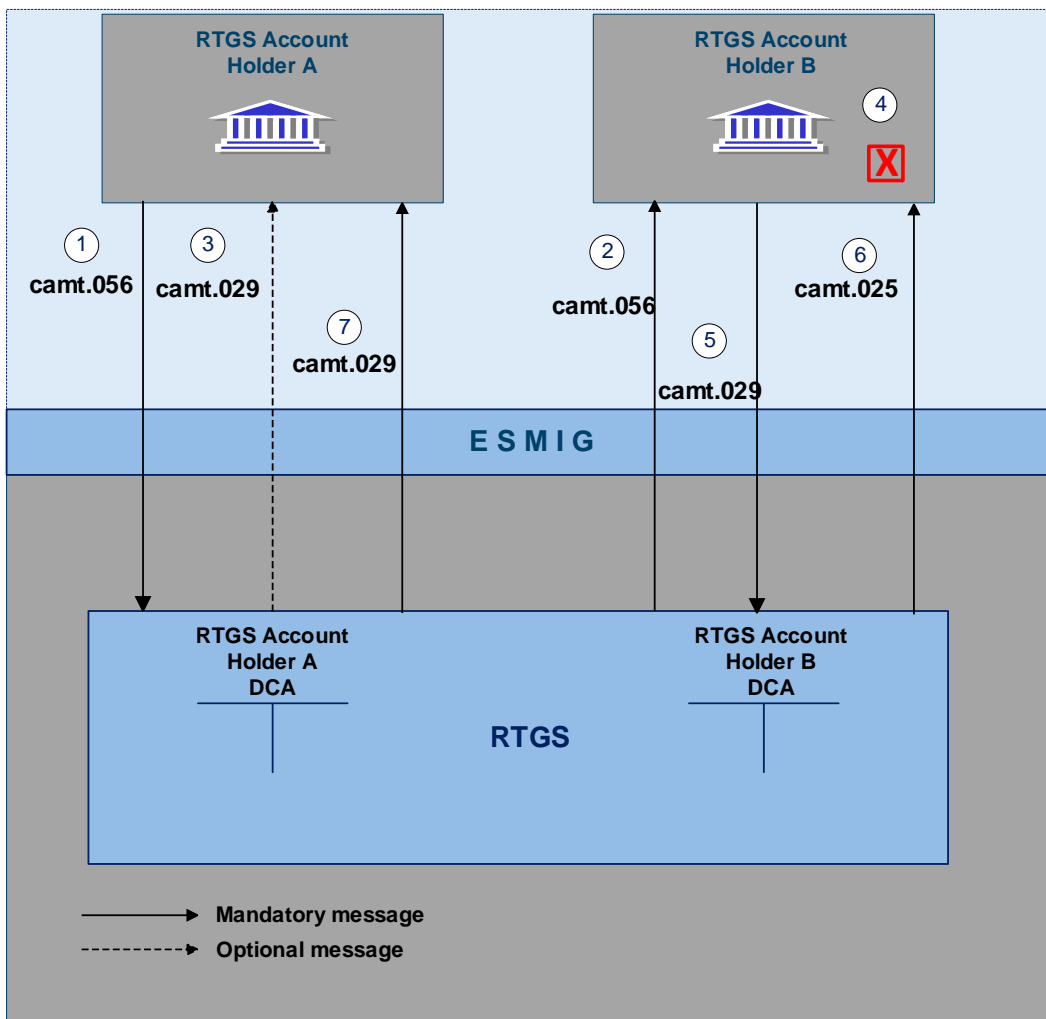 RTGS Account
Holder A
RTGS Account
Holder B
4
X
1
camt.056
3
camt.029
7
camt.029
2
camt.056
5
camt.029
6
camt.025
ESMIG
RTGS Account
Holder A
DCA
RTGS Account
Holder B
DCA
RTGS
Mandatory message
Optional message